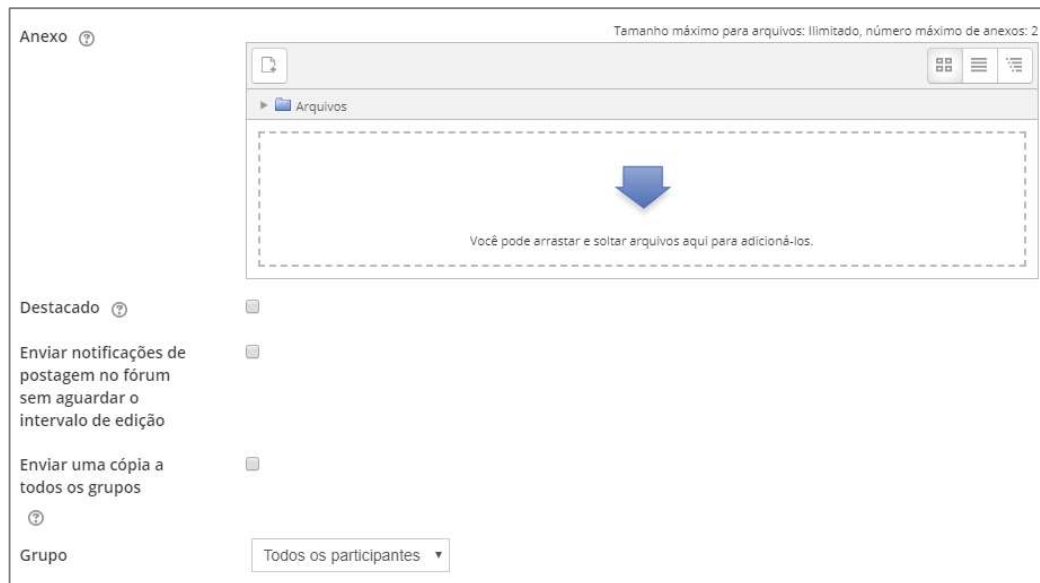 Anexo
Tamanho máximo para arquivos: Ilimitado, número máximo de anexos: 2
Arquivos
Você pode arrastar e soltar arquivos aqui para adicioná-los.
Destacado
Enviar notificações de
postagem no fórum
sem aguardar o
intervalo de edição
Enviar uma cópia a
todos os grupos
Grupo
Todos os participantes